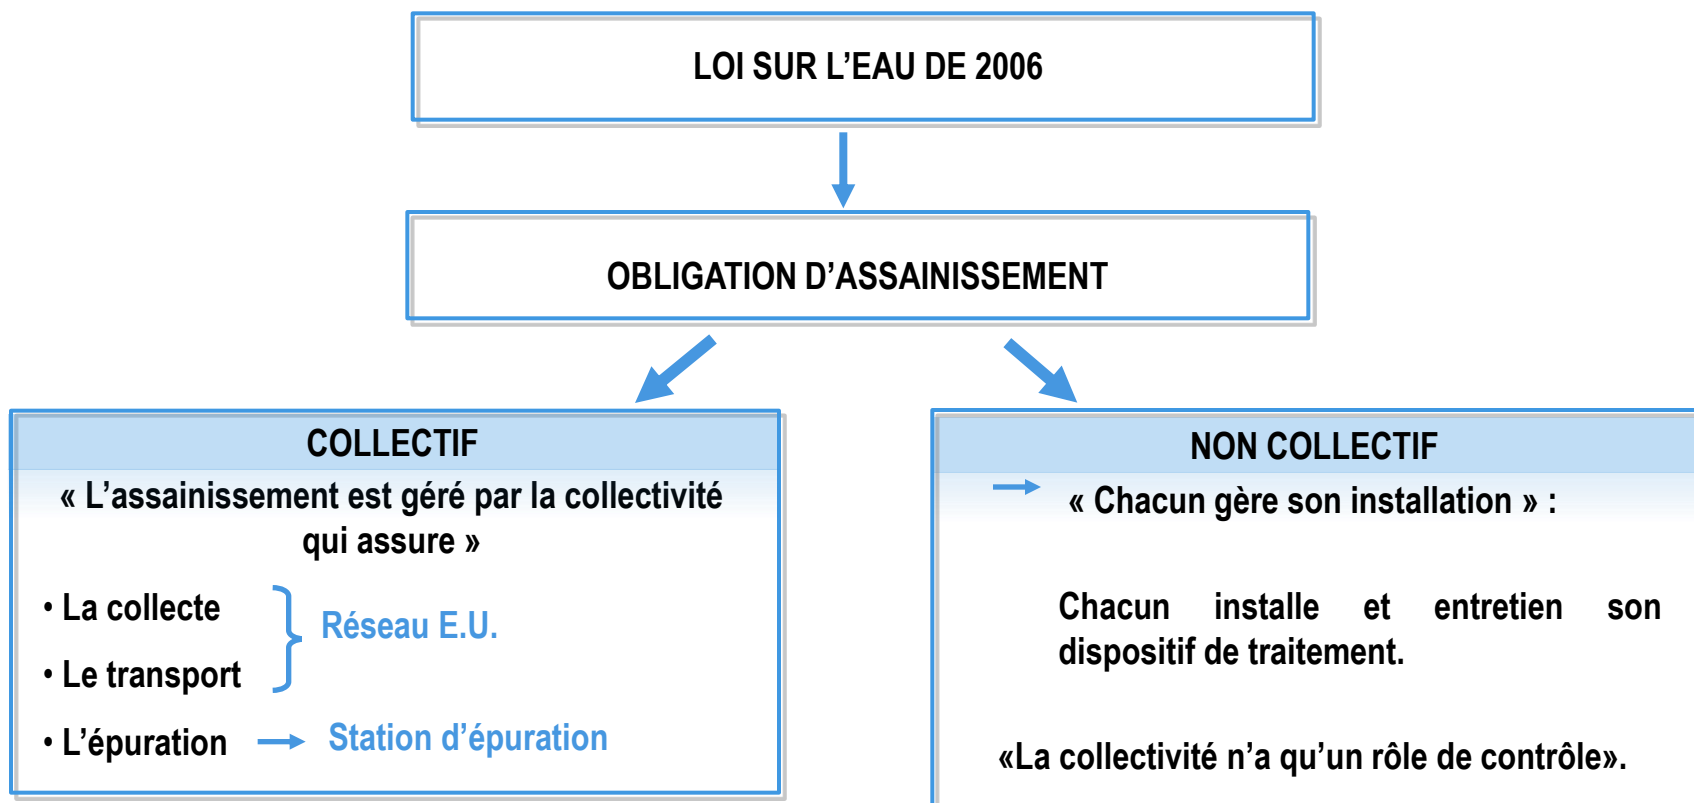 LOI SUR L’EAU DE 2006
OBLIGATION D’ASSAINISSEMENT
COLLECTIF
« L’assainissement est géré par la collectivité
qui assure »
• La collecte
Réseau E.U.
• Le transport
• L’épuration
Station d’épuration
NON COLLECTIF
« Chacun gère son installation » :
Chacun installe et entretien son
dispositif de traitement.
«La collectivité n’a qu’un rôle de contrôle».